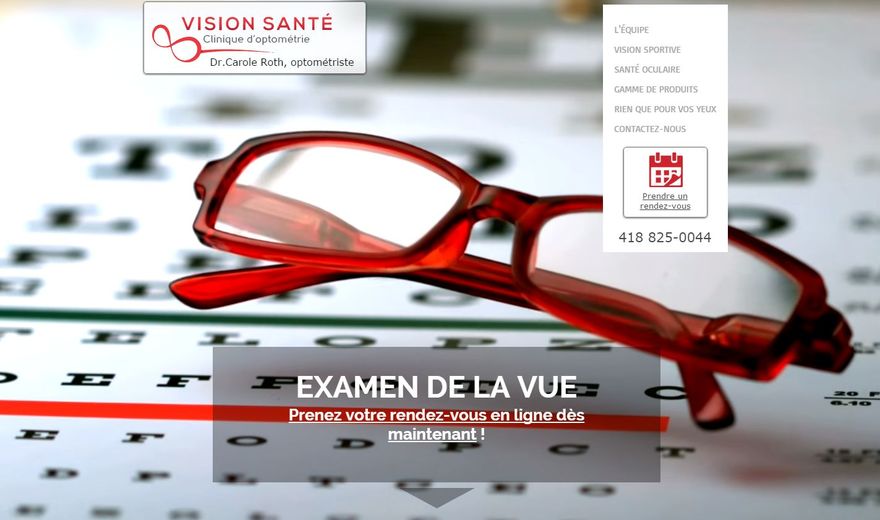 VISION SANTÉ
Clinique d'optométrie
Dr.Carole Roth, optométriste
L'ÉQUIPE
VISION SPORTIVE
SANTÉ OCULAIRE
GAMME DE PRODUITS
RIEN QUE POUR VOS YEUX
CONTACTEZ-NOUS
Prendre un
rendez-vous
418 825-0044
T E L O P Z
EXAMEN DE LA VUE
Prenez votre rendez-vous en ligne dès
maintenant !